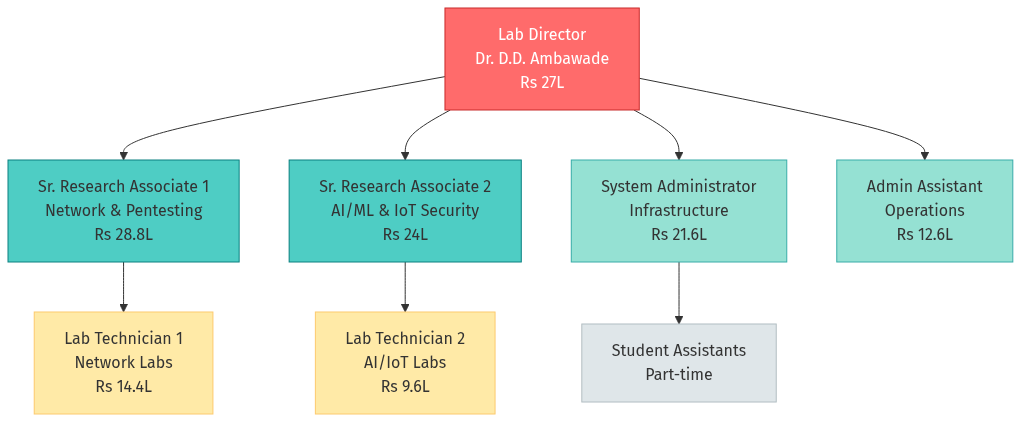 Lab Director
Dr. D.D. Ambawade
Rs 27L
Sr. Research Associate 1
Network & Pentesting
Rs 28.8L
Sr. Research Associate 2
AI/ML & IoT Security
Rs 24L
System Administrator
Infrastructure
Rs 21.6L
Admin Assistant
Operations
Rs 12.6L
Lab Technician 1
Network Labs
Rs 14.4L
Lab Technician 2
AI/IoT Labs
Rs 9.6L
Student Assistants
Part-time